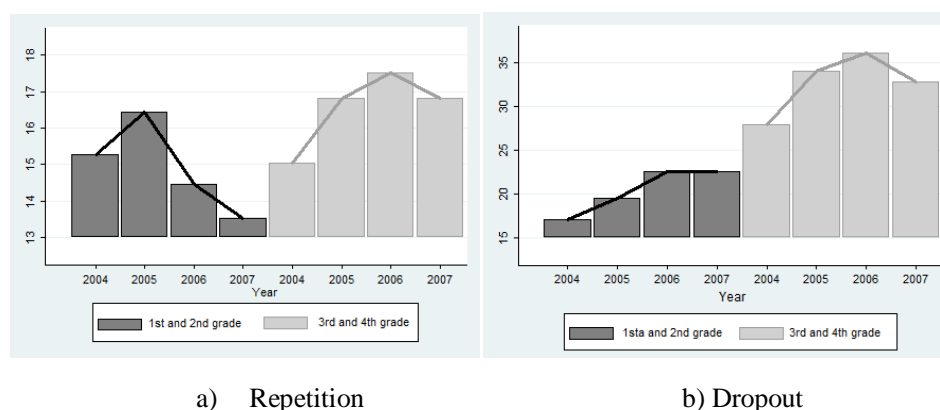 18
17
16
15
14
13
2004 2005 2006 2007 2004 2005 2006 2007
Year
1st and 2nd grade 3rd and 4th grade
35
30
25
20
15
2004 2005 2006 2007 2004 2005 2006 2007
Year
1sta and 2nd grade 3rd and 4th grade
a) Repetition b) Dropout